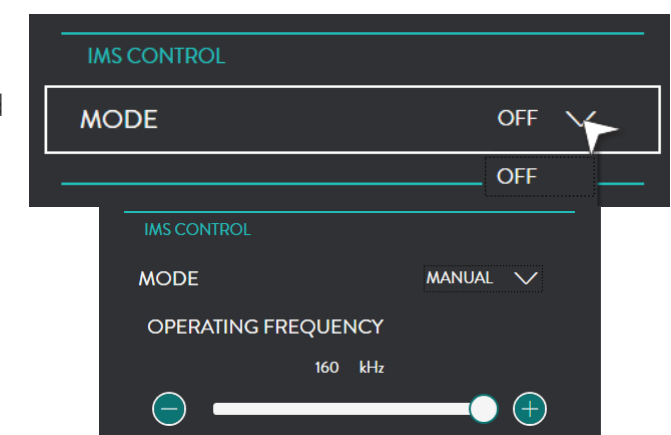 IMS CONTROL
MODE OFF
OFF
IMS CONTROL
MODE MANUAL
OPERATING FREQUENCY
160 kHz